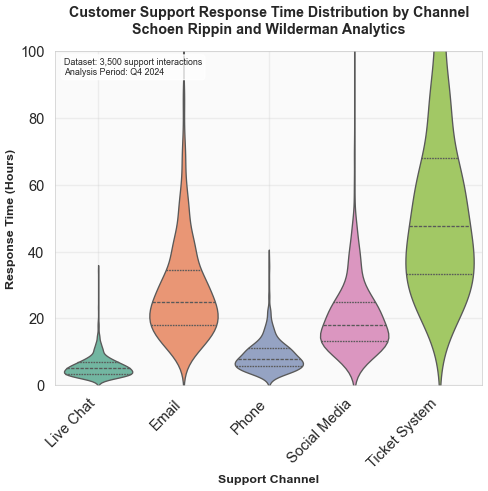 Customer Support Response Time Distribution by Channel
Schoen Rippin and Wilderman Analytics
Dataset: 3,500 support interactions
Analysis Period: Q4 2024
Response Time (Hours)
100
80
60
40
20
0
Live Chat
Email
Phone
Social Media
Ticket System
Support Channel